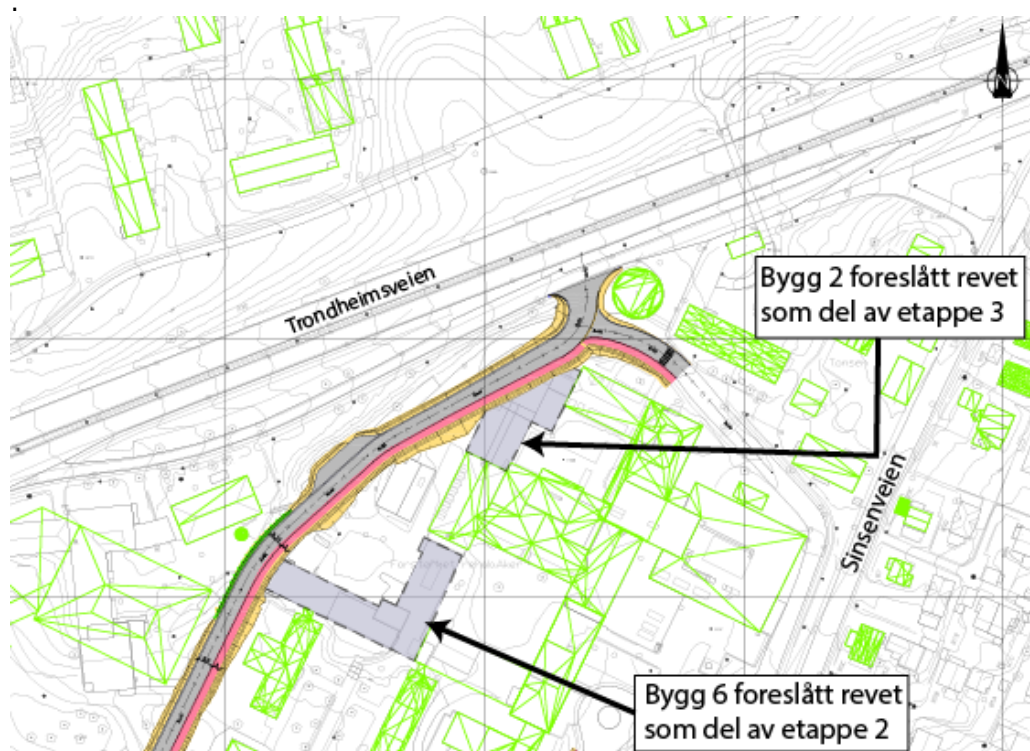 N
Trondheimsveien
Bygg 2 foreslått revet
som del av etappe 3
Sinsenveien
Bygg 6 foreslått revet
som del av etappe 2